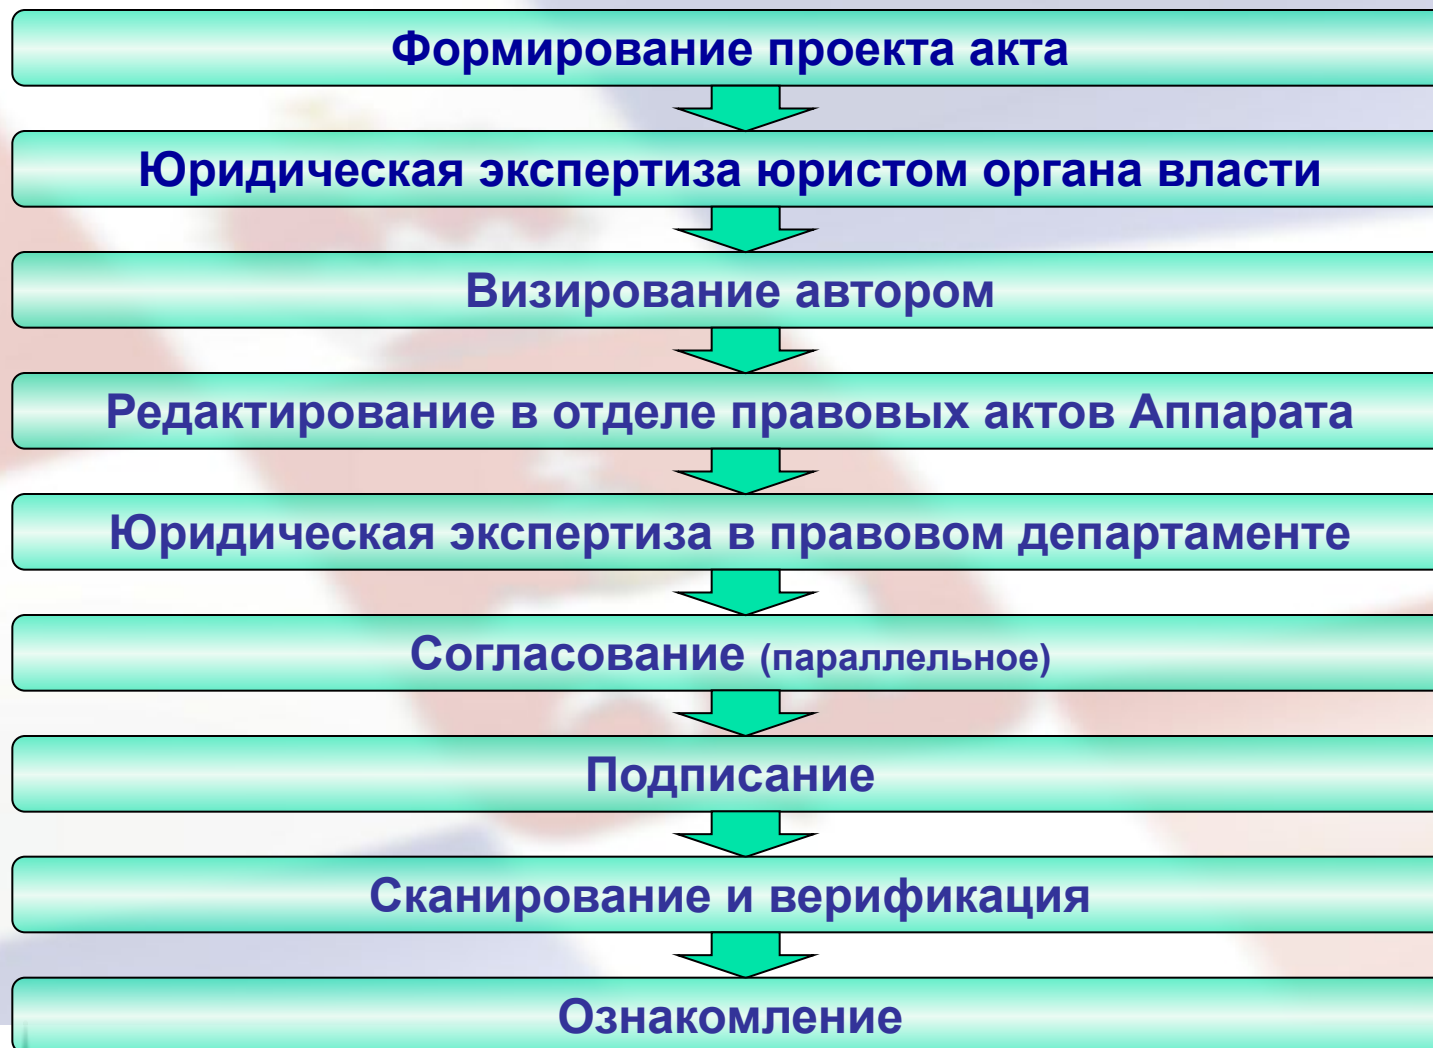 Формирование проекта акта
Юридическая экспертиза юристом органа власти
Визирование автором
Редактирование в отделе правовых актов Аппарата
Юридическая экспертиза в правовом департаменте
Согласование (параллельное)
Подписание
Сканирование и верификация
Ознакомление